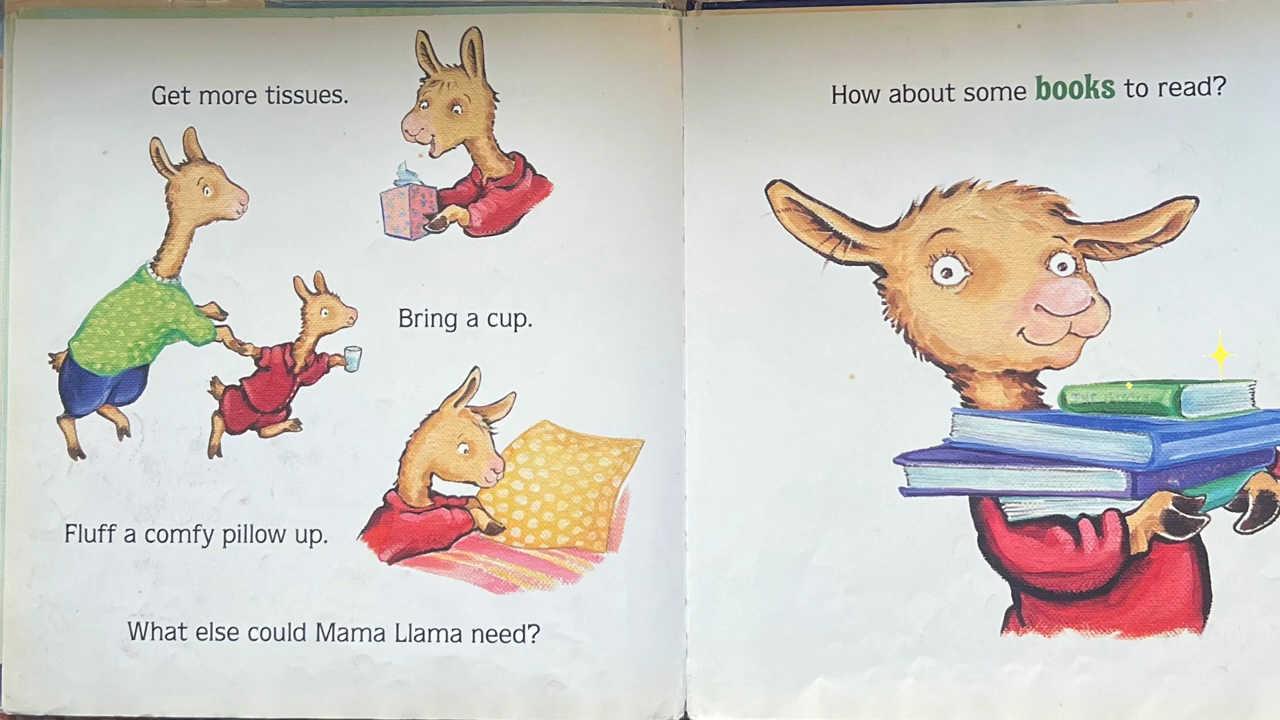 Get more tissues.
Bring a cup.
Fluff a comfy pillow up.
What else could Mama Llama need?
How about some books to read?